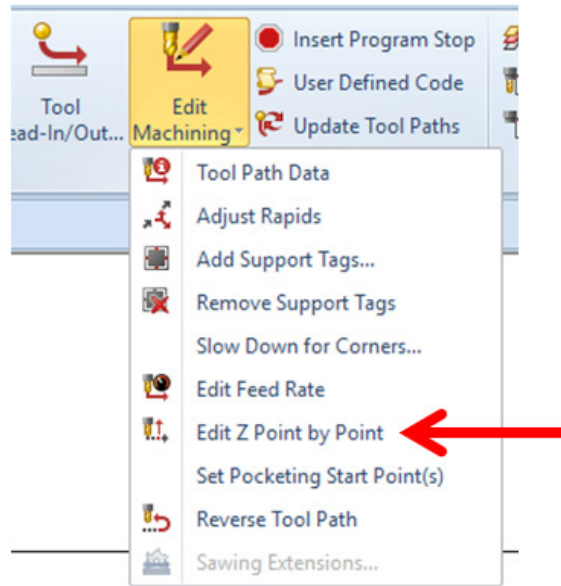 Tool
ead-In/Out...
Edit
Machining
Insert Program Stop
User Defined Code
Update Tool Paths
Tool Path Data
Adjust Rapids
Add Support Tags...
Remove Support Tags
Slow Down for Corners...
Edit Feed Rate
Edit Z Point by Point
Set Pocketing Start Point(s)
Reverse Tool Path
Sawing Extensions...